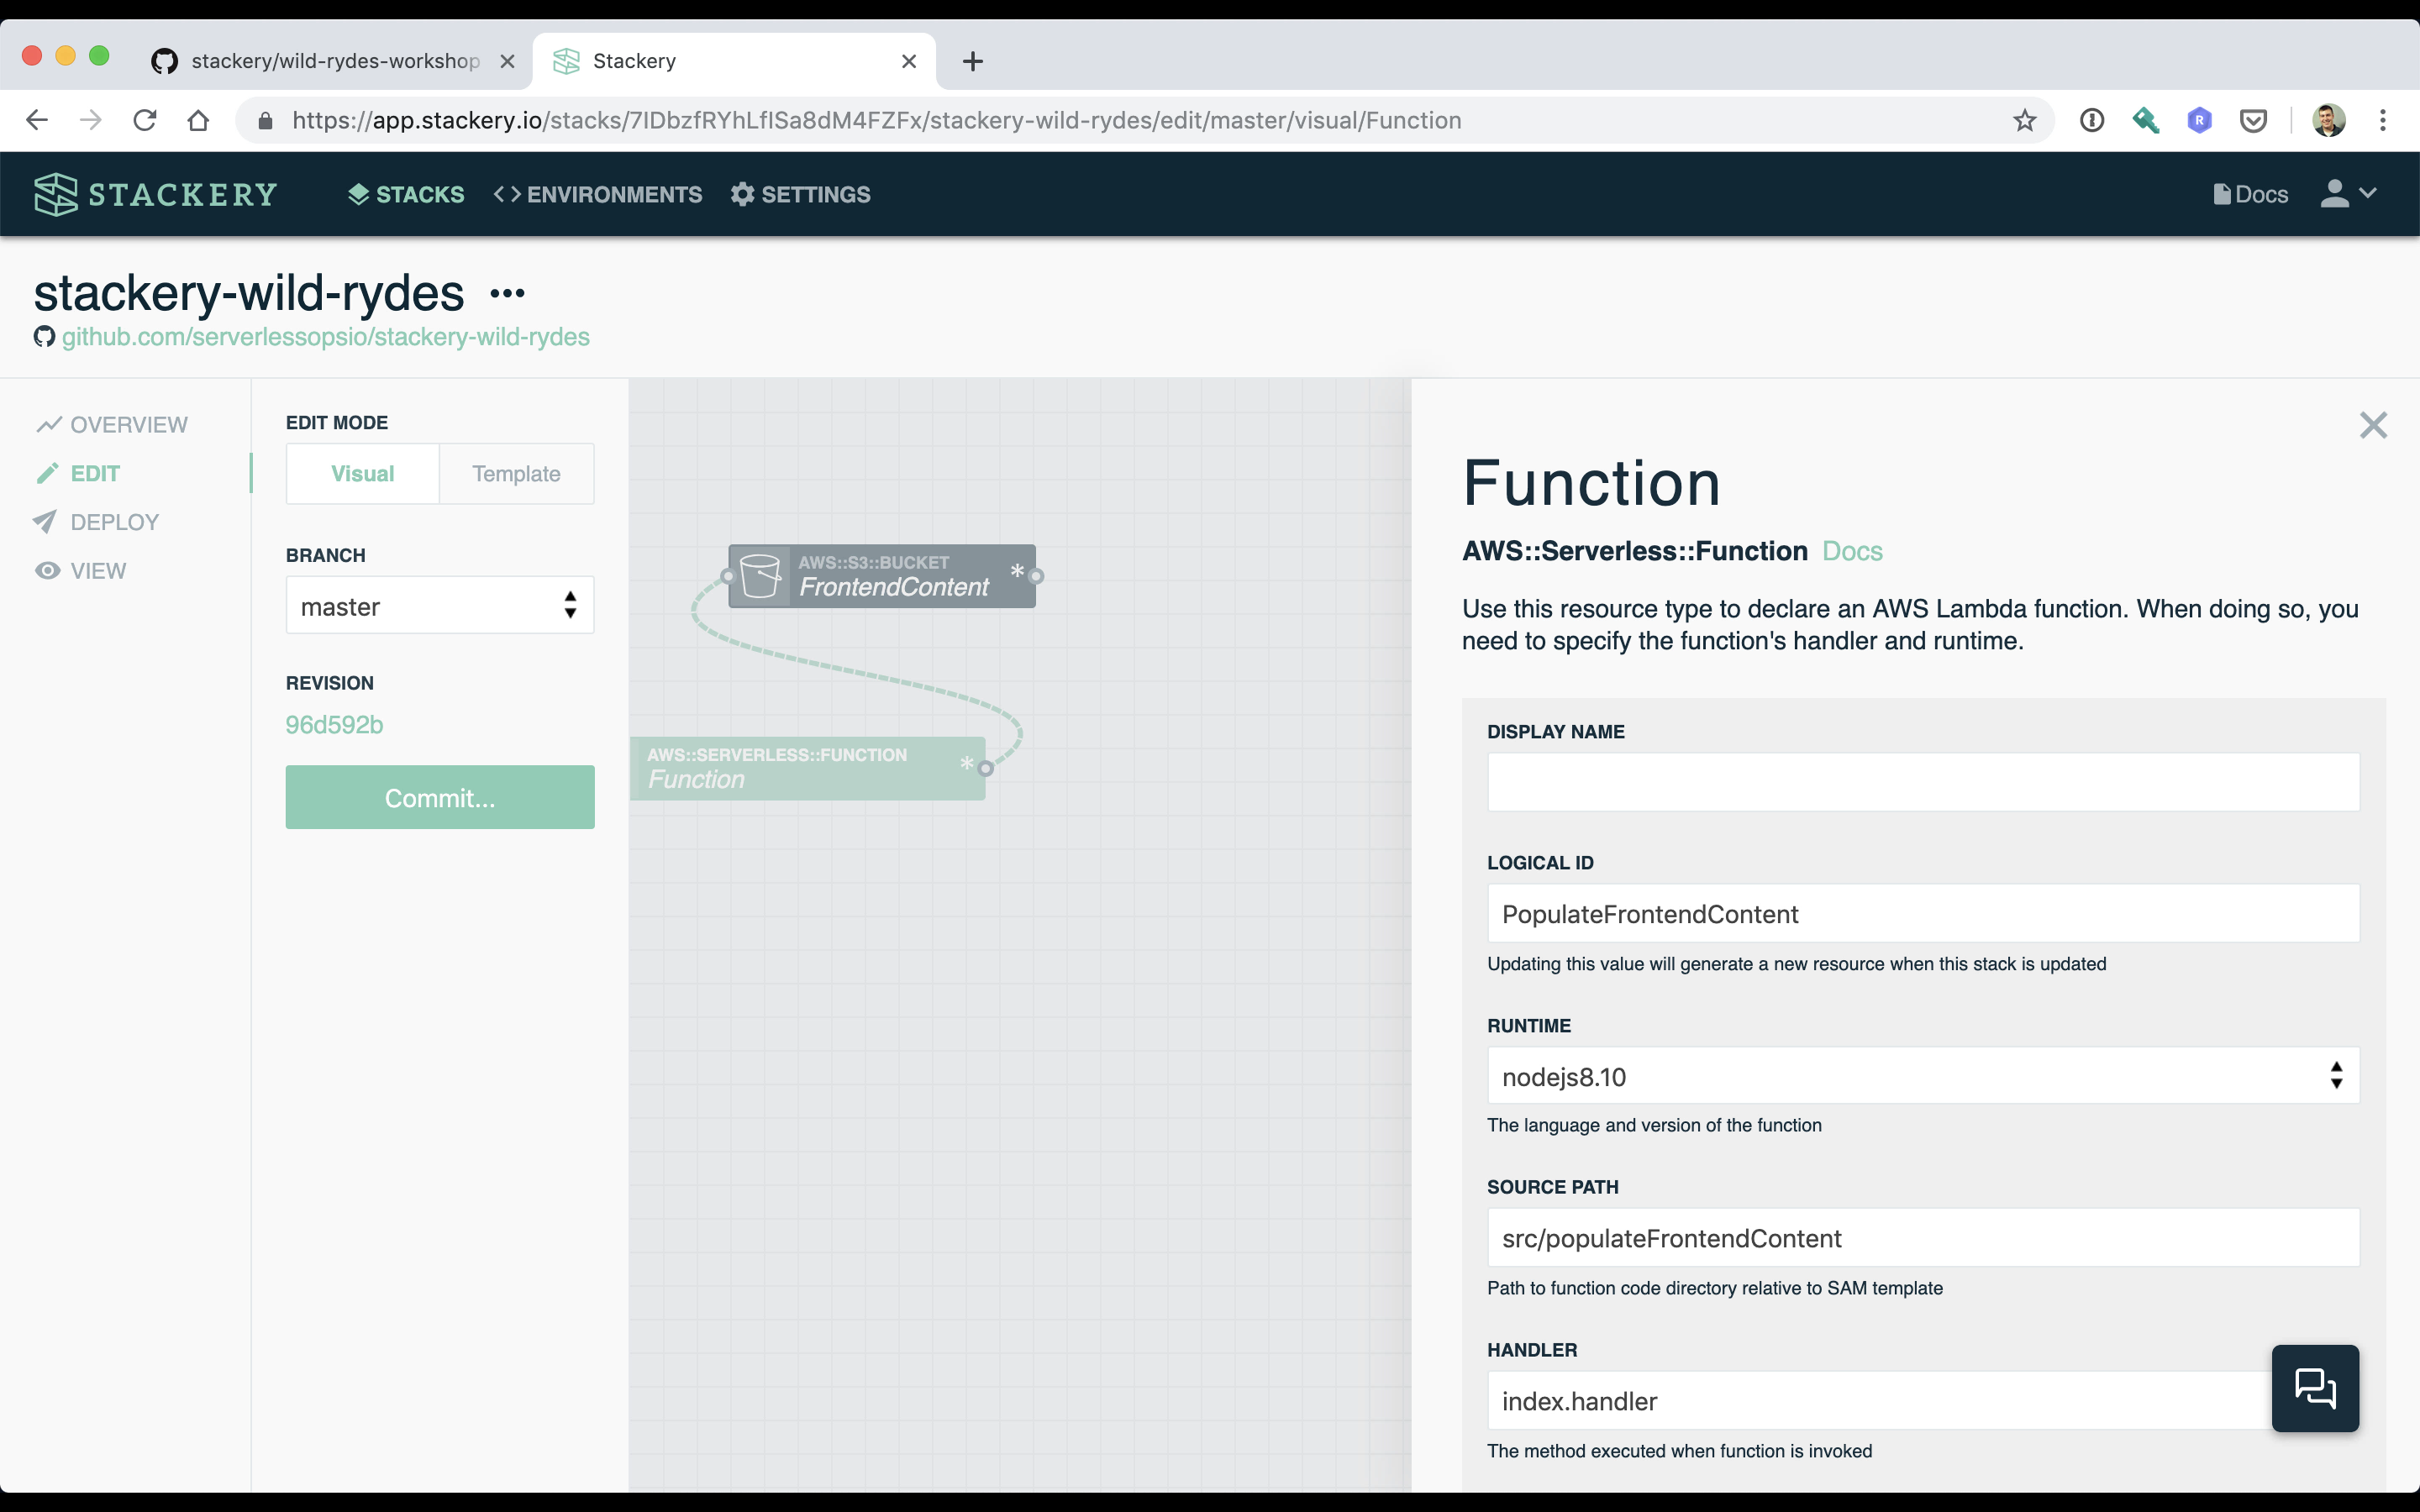 stackery/wild-rydes-workshop
Stackery
https://app.stackery.io/stacks/7IDbzfRYhLfISa8dM4FZFx/stackery-wild-rydes/edit/master/visual/Function
R
STACKERY
STACKS
ENVIRONMENTS
SETTINGS
Docs
stackery-wild-rydes
github.com/serverlessopsio/stackery-wild-rydes
OVERVIEW
EDIT
DEPLOY
VIEW
EDIT MODE
Visual
Template
BRANCH
master
REVISION
96d592b
Commit...
AWS::S3::BUCKET
FrontendContent
*
AWS::SERVERLESS::FUNCTION
Function
*
Function
AWS::Serverless::Function Docs
Use this resource type to declare an AWS Lambda function. When doing so, you
need to specify the function's handler and runtime.
DISPLAY NAME
LOGICAL ID
PopulateFrontendContent
Updating this value will generate a new resource when this stack is updated
RUNTIME
nodejs8.10
The language and version of the function
SOURCE PATH
src/populateFrontendContent
Path to function code directory relative to SAM template
HANDLER
index.handler
The method executed when function is invoked